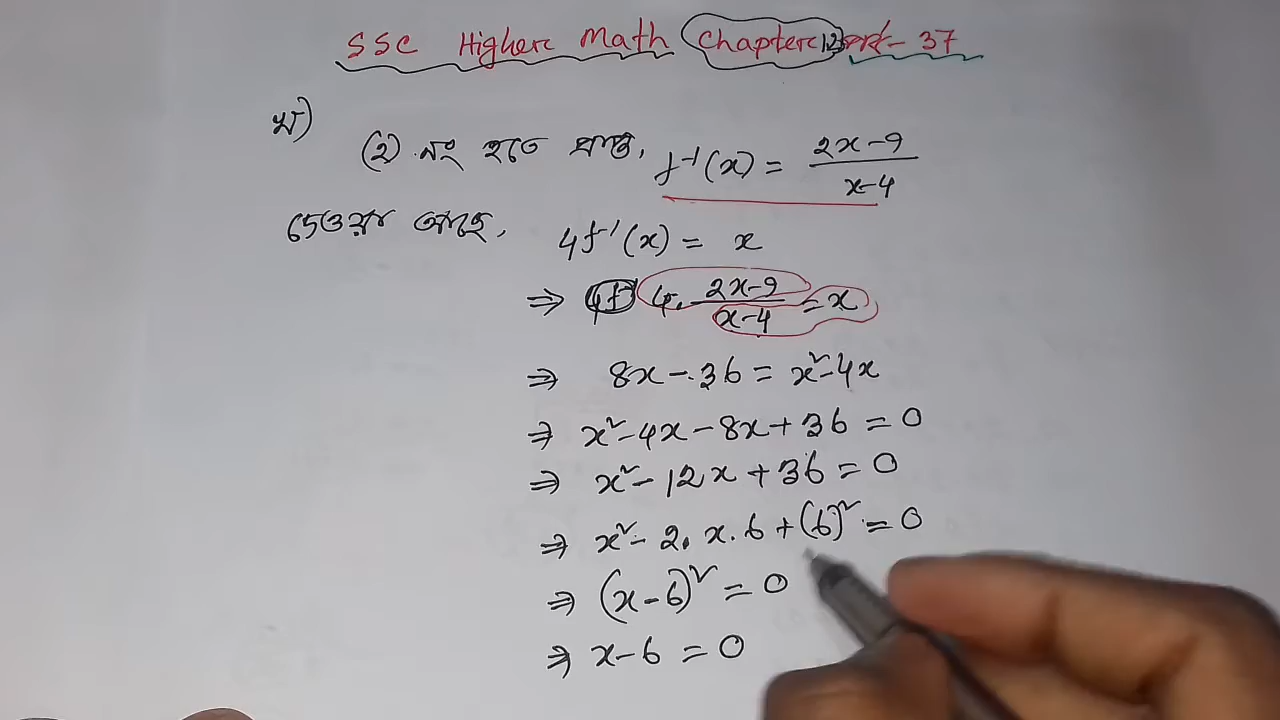 SSC Higher Math Chapter 12 - 37
খ)
(২) নং হতে প্রাপ্ত, f⁻¹(x) = (2x-9)/(x-4)
দেওয়া আছে, 4f⁻¹(x) = x
⇒ 4. (2x-9)/(x-4) = x
⇒ 8x - 36 = x² - 4x
⇒ x² - 4x - 8x + 36 = 0
⇒ x² - 12x + 36 = 0
⇒ x² - 2. x. 6 + (6)² = 0
⇒ (x - 6)² = 0
⇒ x - 6 = 0